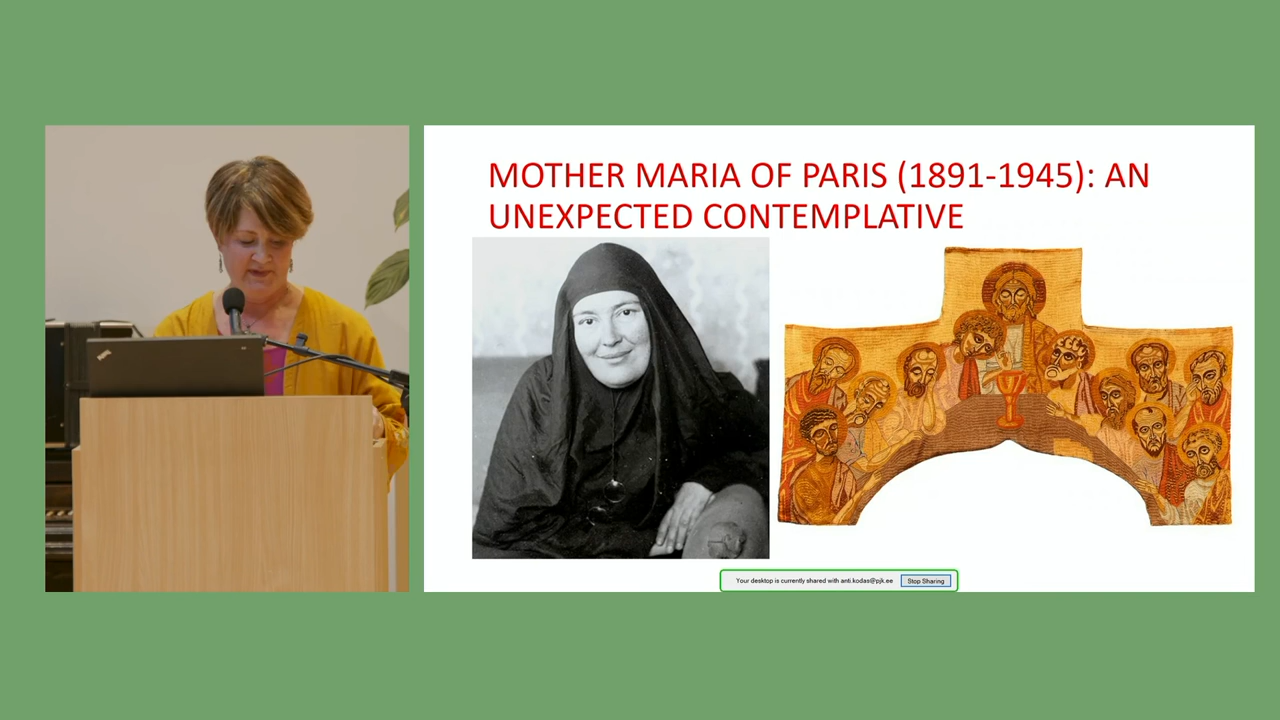 MOTHER MARIA OF PARIS (1891-1945): AN
UNEXPECTED CONTEMPLATIVE
Your desktop is currently shared with anti.kodas@pjk.ee
Stop Sharing